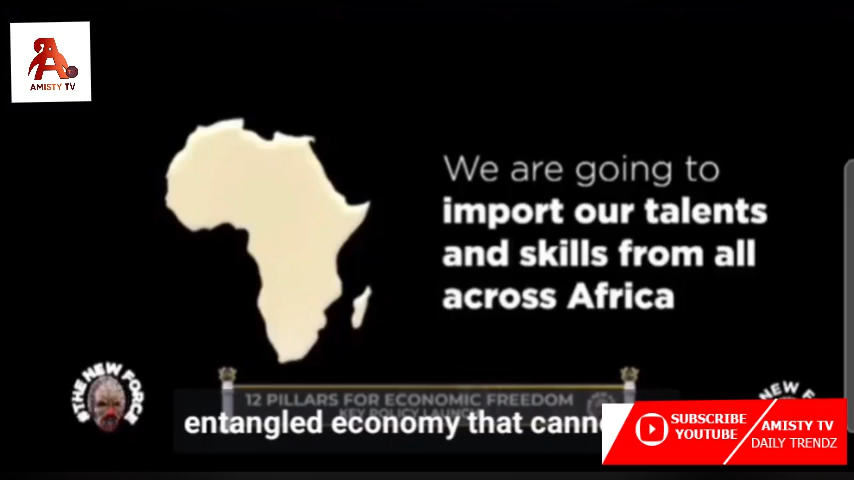 AMISTY TV
We are going to
import our talents
and skills from all
across Africa
#THE NEW FORCE
12 PILLARS FOR ECONOMIC FREEDOM
KEY POLICY LAUNCH
NEW
entangled economy that
SUBSCRIBE
YOUTUBE
AMISTY TV
DAILY TRENDZ